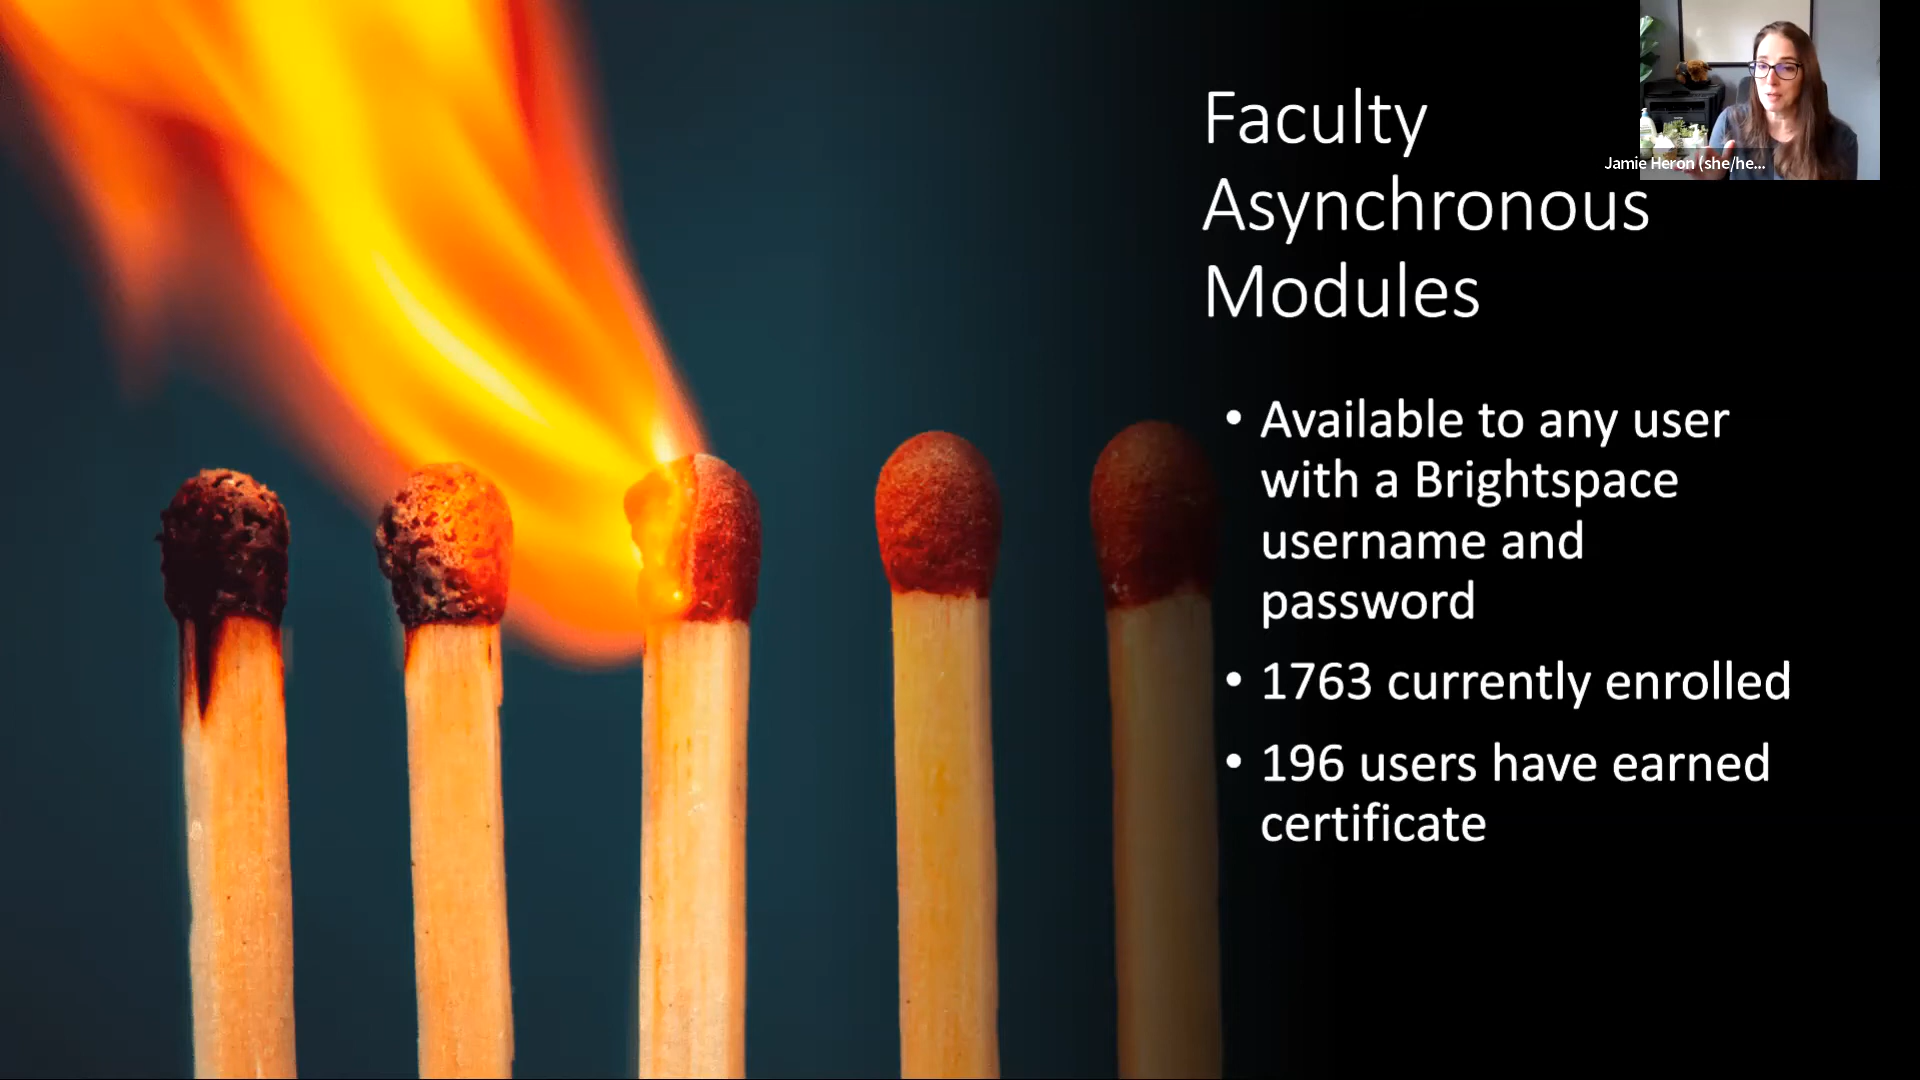 Faculty
Asynchronous
Modules
Jamie Heron (she/he...
• Available to any user
with a Brightspace
username and
password
• 1763 currently enrolled
• 196 users have earned
certificate